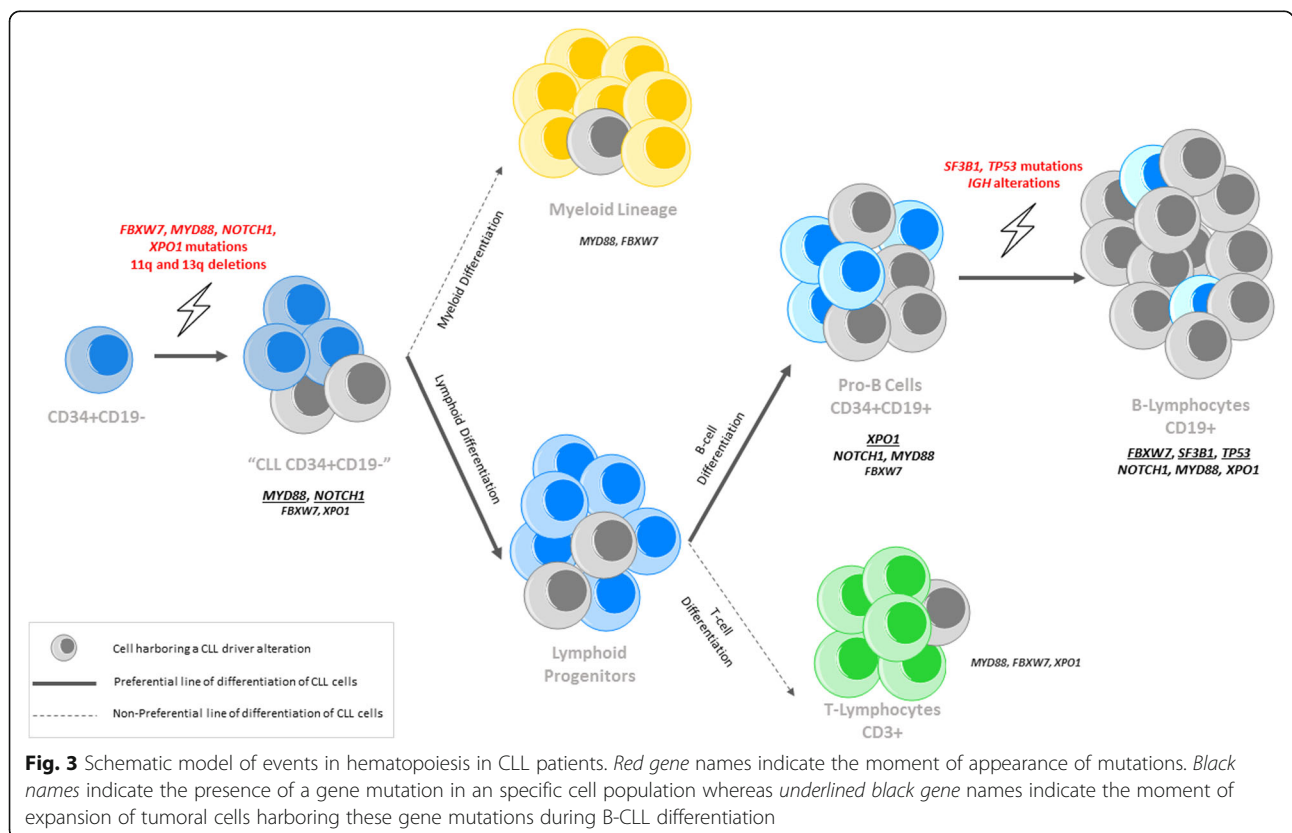 FBXW7, MYD88, NOTCH1,
XPO1 mutations
11q and 13q deletions
CD34+CD19-
"CLL CD34+CD19-"
MYD88, NOTCH1
FBXW7, XPO1
Myeloid Differentiation
Lymphoid Differentiation
Myeloid Lineage
MYD88, FBXW7
Lymphoid
Progenitors
B-cell
Differentiation
T-cell
Differentiation
Pro-B Cells
CD34+CD19+
XPO1
NOTCH1, MYD88
FBXW7
SF3B1, TP53 mutations
IGH alterations
B-Lymphocytes
CD19+
FBXW7, SF3B1, TP53
NOTCH1, MYD88, XPO1
MYD88, FBXW7, XPO1
T-Lymphocytes
CD3+
Cell harboring a CLL driver alteration
Preferential line of differentiation of CLL cells
Non-Preferential line of differentiation of CLL cells
Fig. 3 Schematic model of events in hematopoiesis in CLL patients. Red gene names indicate the moment of appearance of mutations. Black
names indicate the presence of a gene mutation in an specific cell population whereas underlined black gene names indicate the moment of
expansion of tumoral cells harboring these gene mutations during B-CLL differentiation